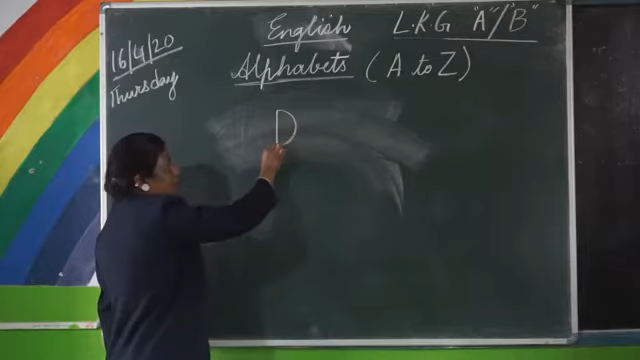 16/4/20 English L.K.G "A"/"B"
Thursday Alphabets (A to Z)
D